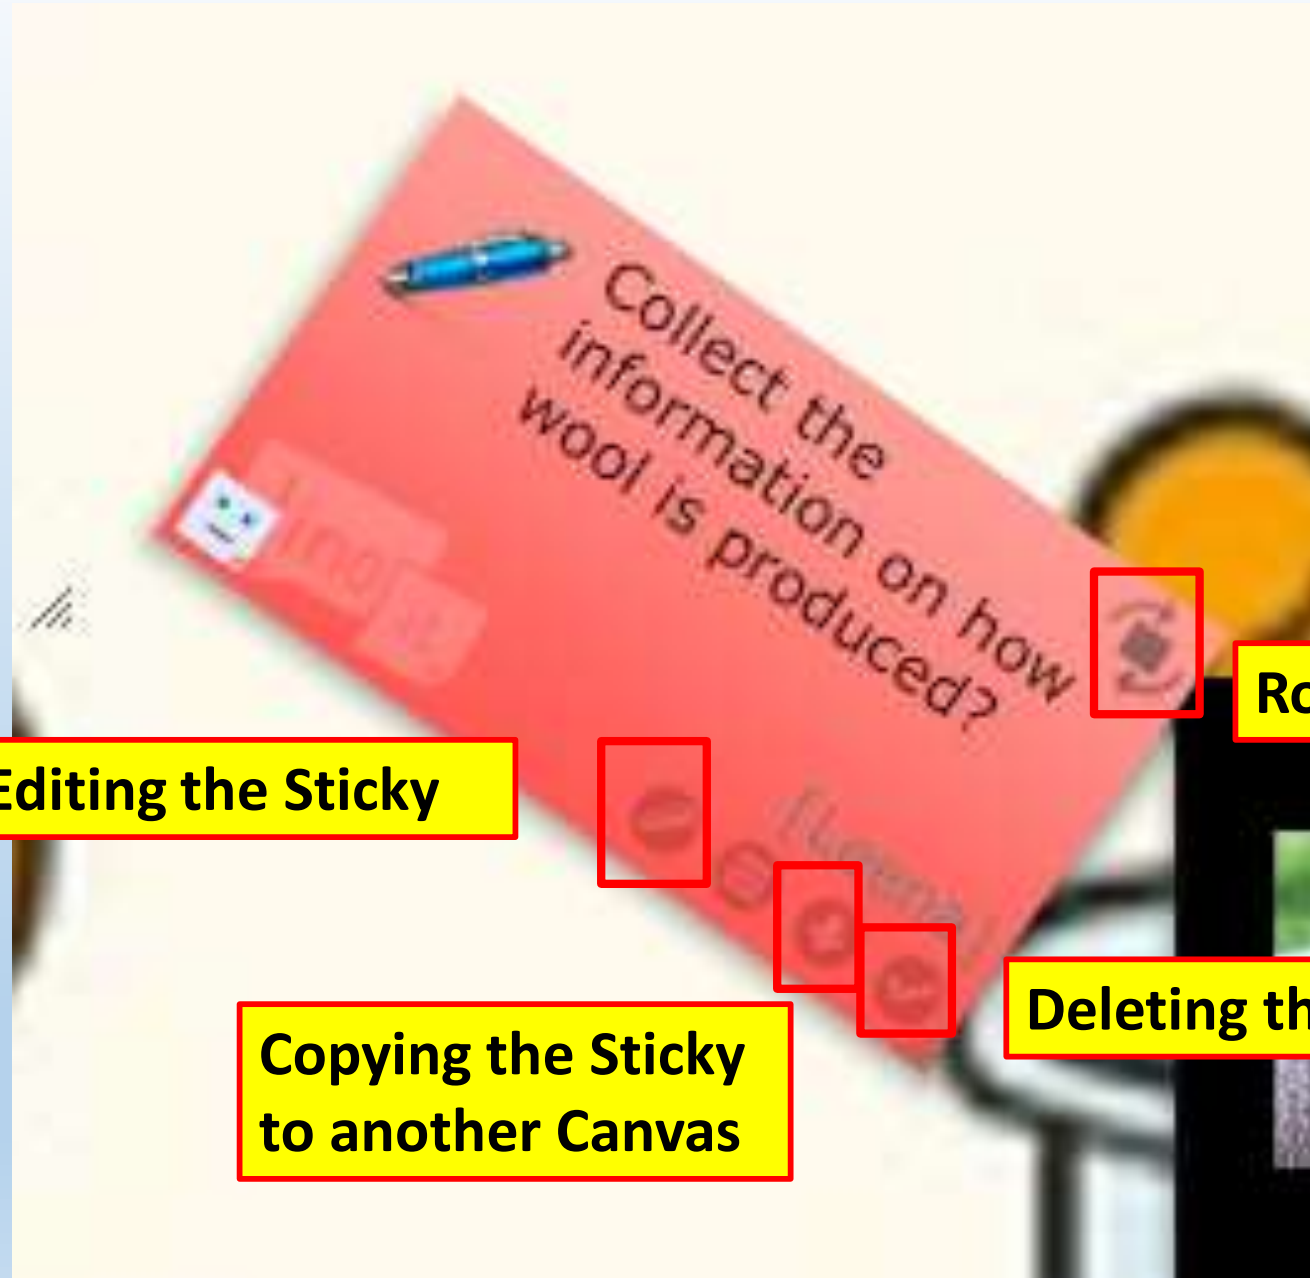 Collect the
information on how
wool is produced?
Ro
Editing the Sticky
Deleting th
Copying the Sticky
to another Canvas